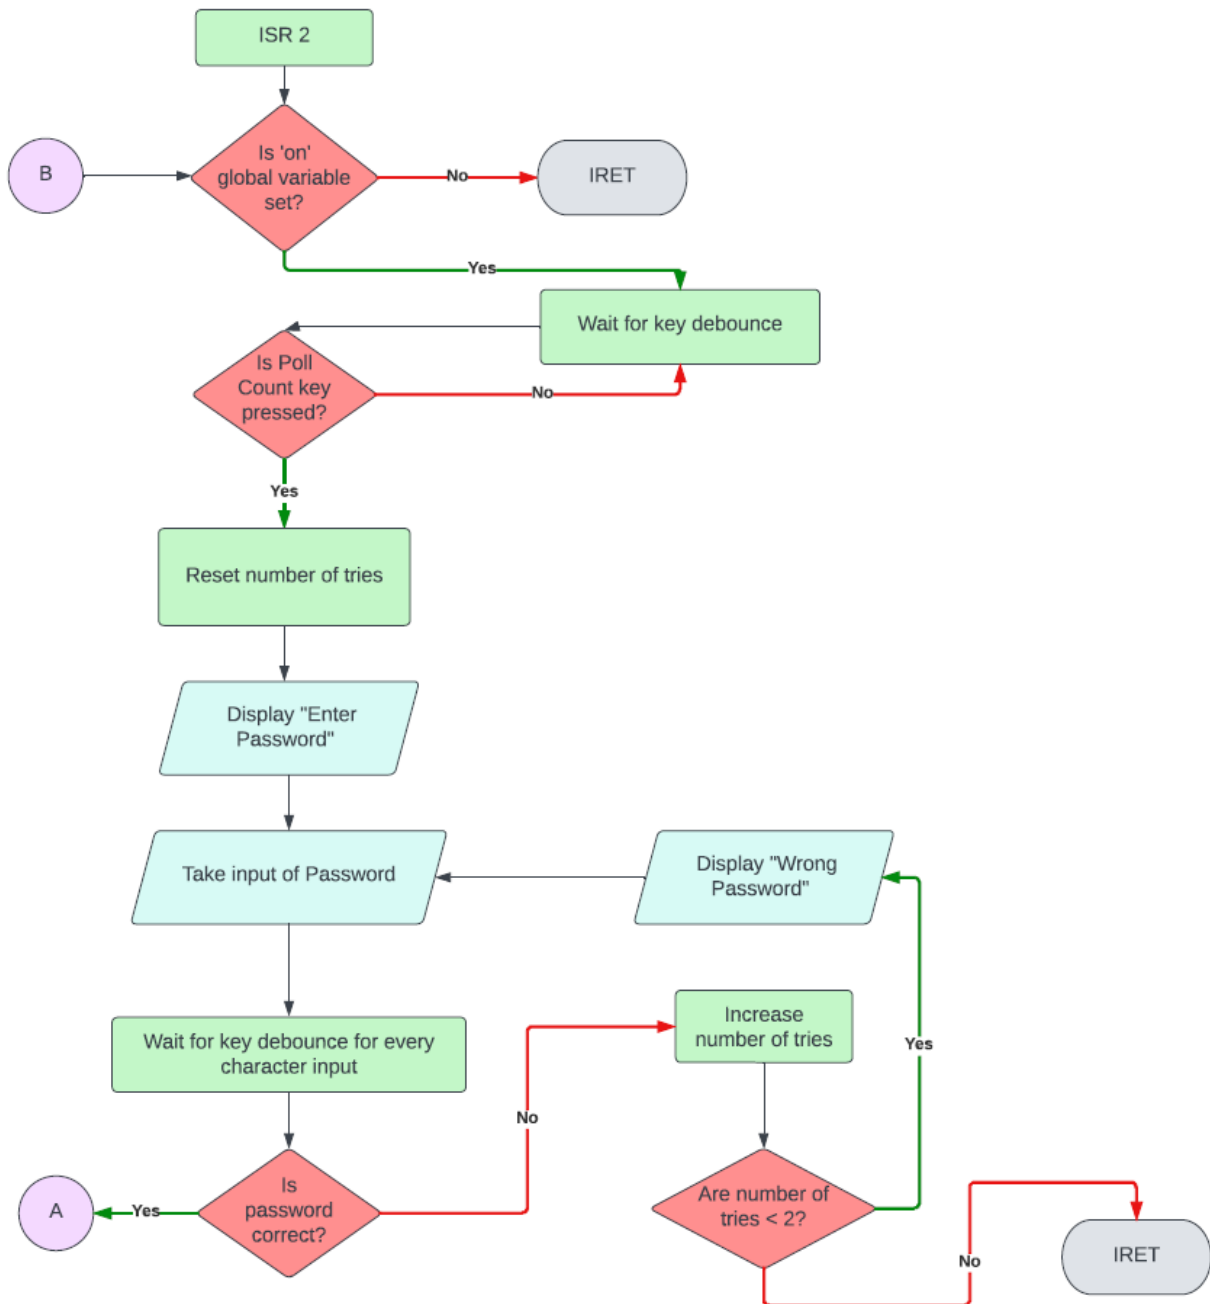 ISR 2
Is 'on'
global variable
set?
B
No
IRET
Yes
Wait for key debounce
Is Poll
Count key
pressed?
No
Yes
Reset number of tries
Display "Enter
Password"
Take input of Password
Display "Wrong
Password"
Wait for key debounce for every
character input
Increase
number of tries
Yes
No
Is
password
correct?
Yes
A
Are number of
tries < 2?
No
IRET